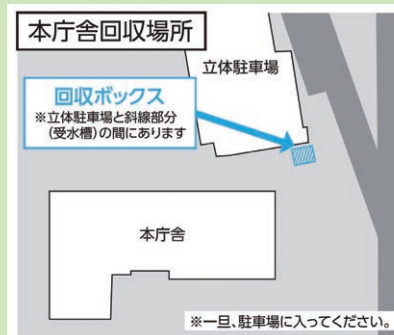 本庁舎回収場所
立体駐車場
回収ボックス
※立体駐車場と斜線部分
(受水槽)の間にあります
本庁舎
※一旦、駐車場に入ってください。